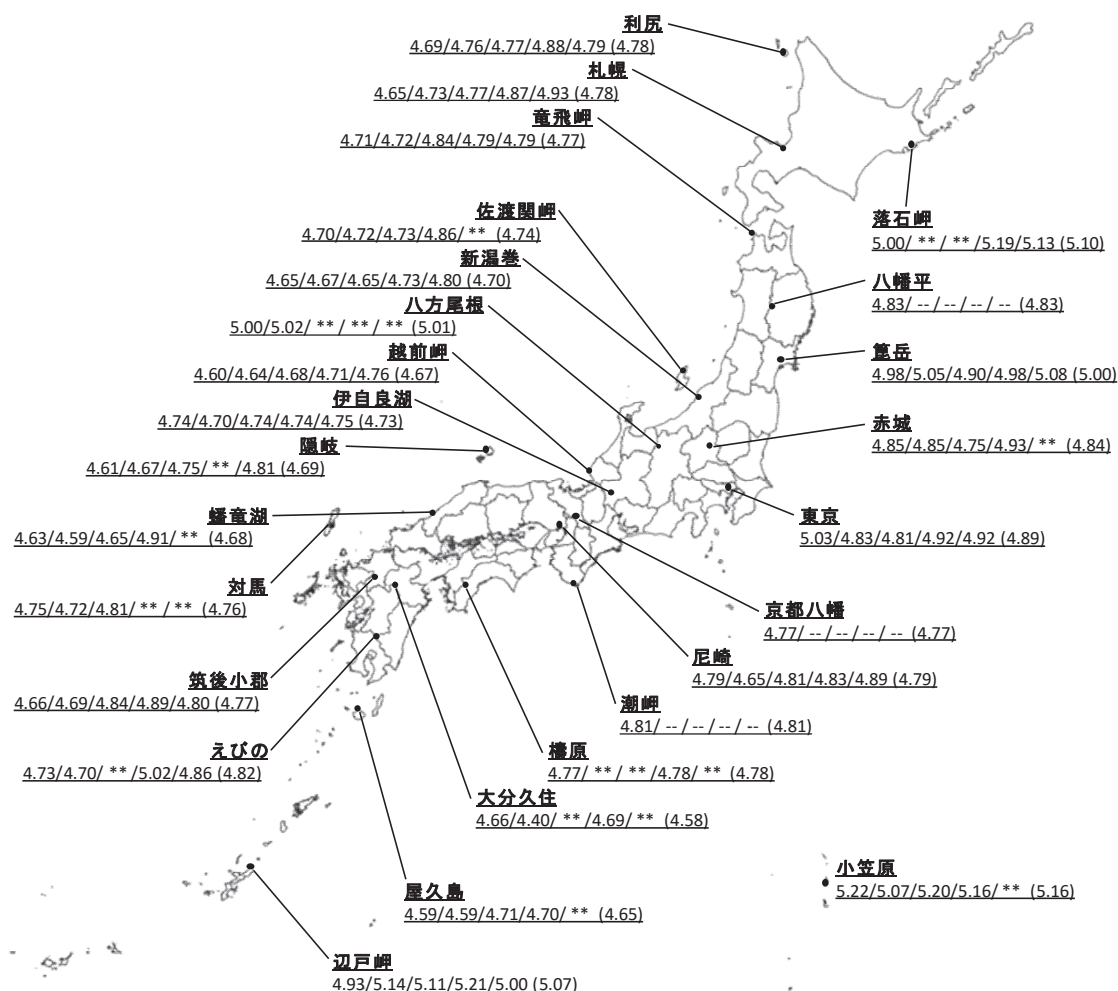 利尻
4.69/4.76/4.77/4.88/4.79 (4.78)
札幌
4.65/4.73/4.77/4.87/4.93 (4.78)
竜飛岬
4.71/4.72/4.84/4.79/4.79 (4.77)
落石岬
5.00/ ** / ** /5.19/5.13 (5.10)
佐渡関岬
4.70/4.72/4.73/4.86/ ** (4.74)
新潟巻
4.65/4.67/4.65/4.73/4.80 (4.70)
八幡平
4.83/ -- / -- / -- / -- (4.83)
八方尾根
5.00/5.02/ ** / ** / ** (5.01)
越前岬
4.60/4.64/4.68/4.71/4.76 (4.67)
箟岳
4.98/5.05/4.90/4.98/5.08 (5.00)
伊自良湖
4.74/4.70/4.74/4.74/4.75 (4.73)
赤城
4.85/4.85/4.75/4.93/ ** (4.84)
隠岐
4.61/4.67/4.75/ ** /4.81 (4.69)
蟠竜湖
4.63/4.59/4.65/4.91/ ** (4.68)
東京
5.03/4.83/4.81/4.92/4.92 (4.89)
対馬
4.75/4.72/4.81/ ** / ** (4.76)
京都八幡
4.77/ -- / -- / -- / -- (4.77)
尼崎
4.79/4.65/4.81/4.83/4.89 (4.79)
筑後小郡
4.66/4.69/4.84/4.89/4.80 (4.77)
潮岬
4.81/ -- / -- / -- / -- (4.81)
えびの
4.73/4.70/ ** /5.02/4.86 (4.82)
檮原
4.77/ ** / ** /4.78/ ** (4.78)
大分久住
4.66/4.40/ ** /4.69/ ** (4.58)
小笠原
5.22/5.07/5.20/5.16/ ** (5.16)
屋久島
4.59/4.59/4.71/4.70/ ** (4.65)
辺戸岬
4.93/5.14/5.11/5.21/5.00 (5.07)